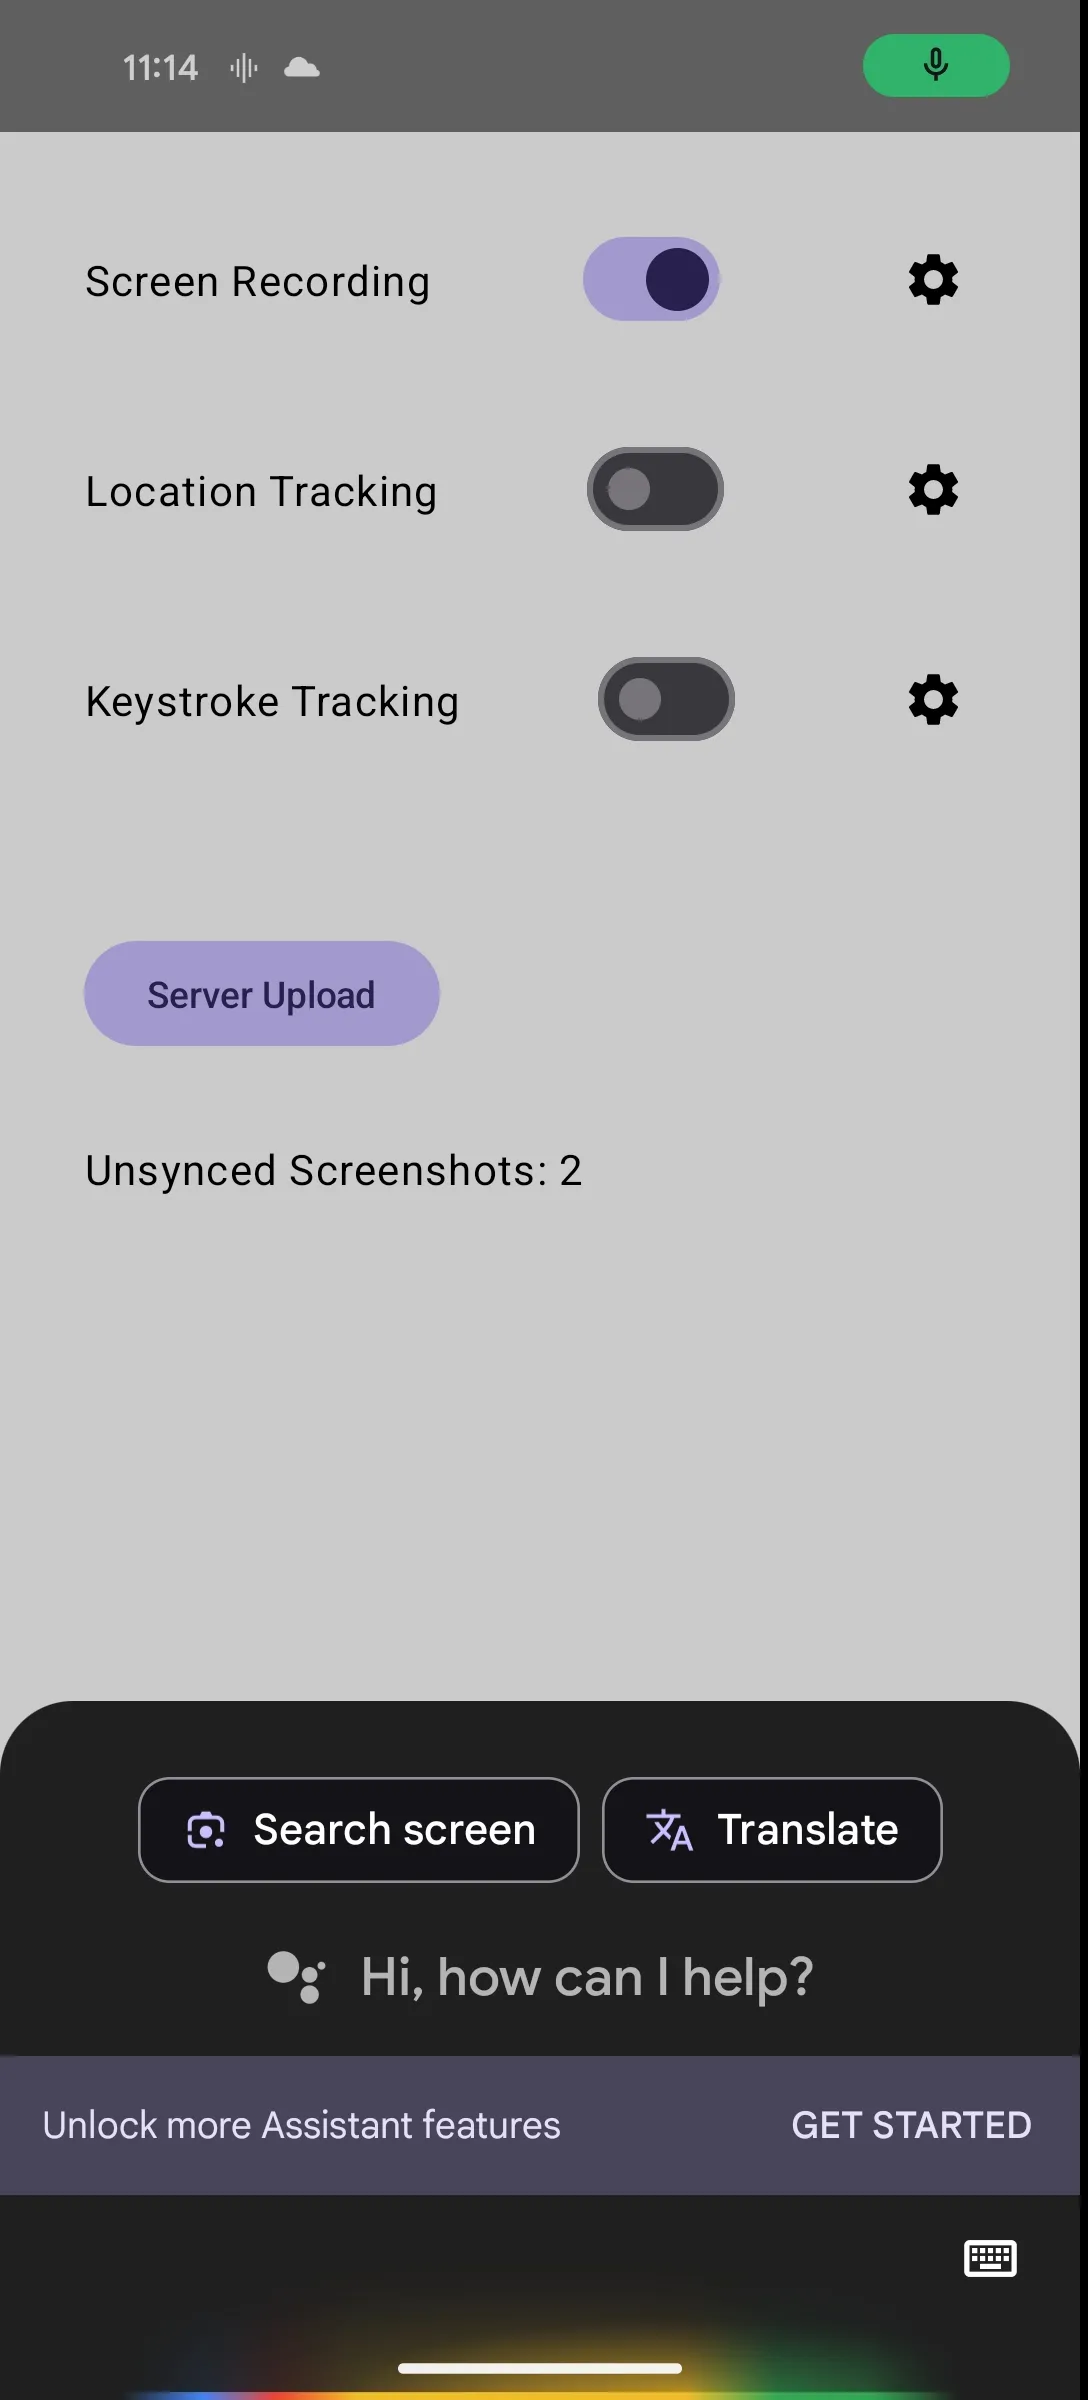 11:14
Screen Recording
Location Tracking
Keystroke Tracking
Server Upload
Unsynced Screenshots: 2
Search screen
Translate
Hi, how can I help?
Unlock more Assistant features
GET STARTED